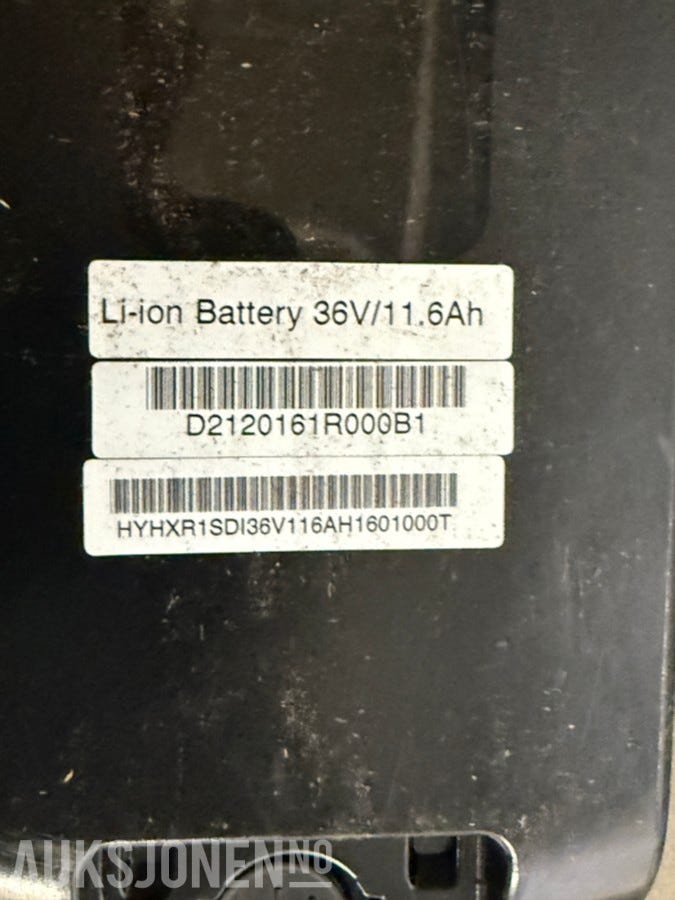 Li-ion Battery 36V/11.6Ah
D2120161R000B1
HYHXR1SDI36V116AH1601000T
AUKSJONEN.NO